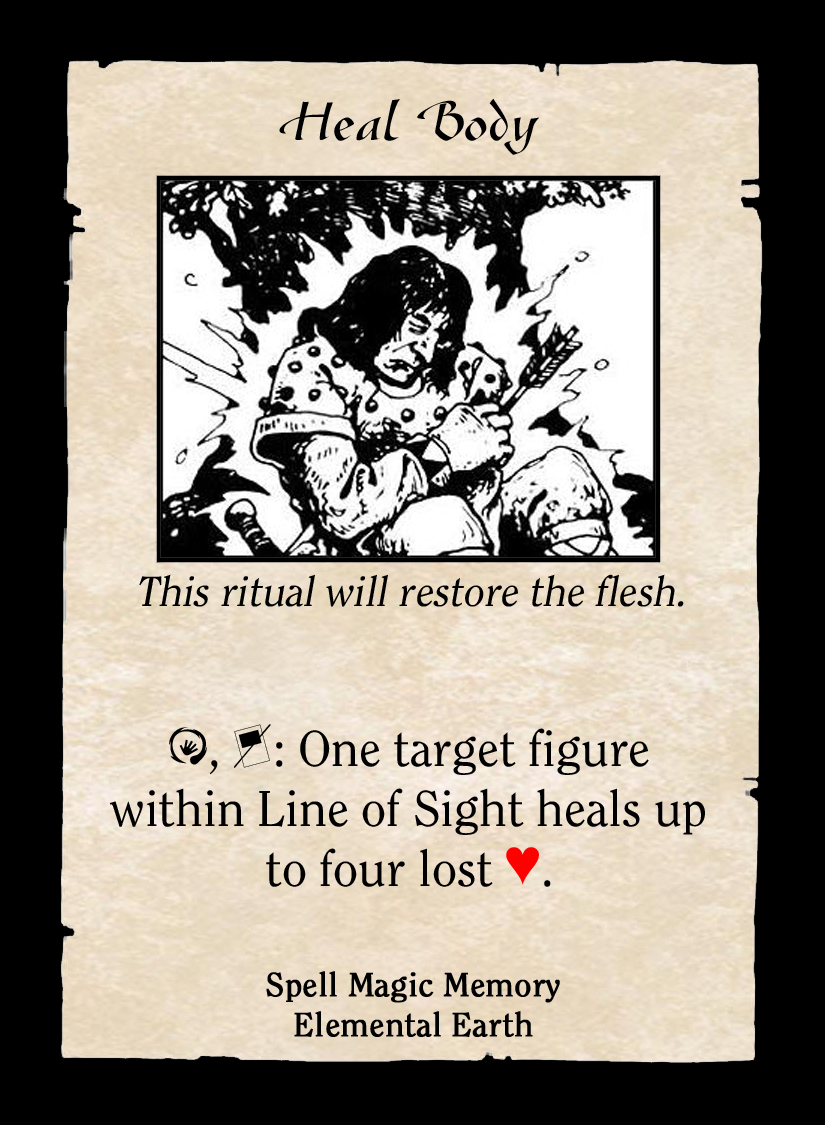 Heal Body
This ritual will restore the flesh.
, : One target figure
within Line of Sight heals up
to four lost ♥.
Spell Magic Memory
Elemental Earth